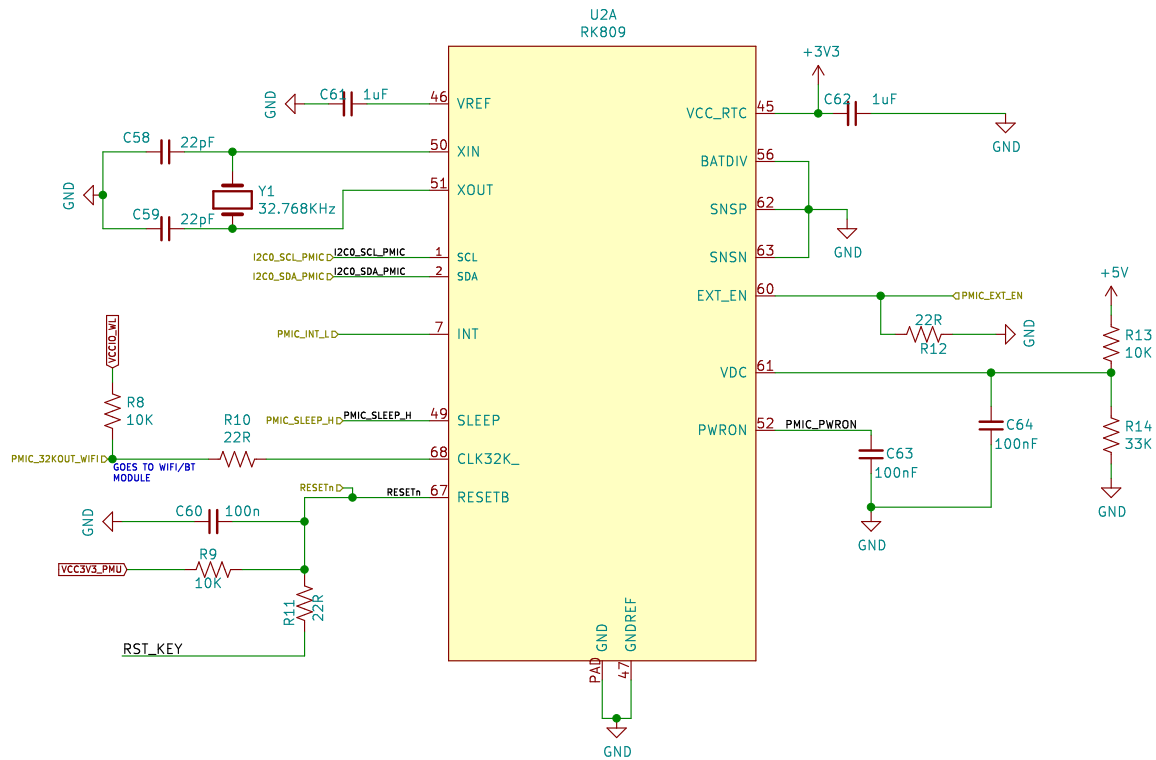 U2A
RK809
GND
C61
1uF
46
VREF
C58
22pF
50
XIN
51
XOUT
GND
Y1
32.768KHz
C59
22pF
I2C0_SCL_PMIC
I2C0_SCL_PMIC
1
SCL
I2C0_SDA_PMIC
I2C0_SDA_PMIC
2
SDA
PMIC_INT_L
7
INT
VCCIO_WL
R8
10K
PMIC_SLEEP_H
PMIC_SLEEP_H
49
SLEEP
R10
22R
PMIC_32KOUT_WIFI
GOES TO WIFI/BT
MODULE
68
CLK32K_
RESETn
RESETn
67
RESETB
GND
C60
100n
VCC3V3_PMU
R9
10K
R11
22R
RST_KEY
+3V3
VCC_RTC
45
C62
1uF
GND
BATDIV
56
SNSP
62
GND
SNSN
63
EXT_EN
60
PMIC_EXT_EN
22R
R12
GND
+5V
R13
10K
VDC
61
PWRON
52
PMIC_PWRON
C63
100nF
C64
100nF
R14
33K
GND
GND
GND
GNDREF
PAD
47
GND